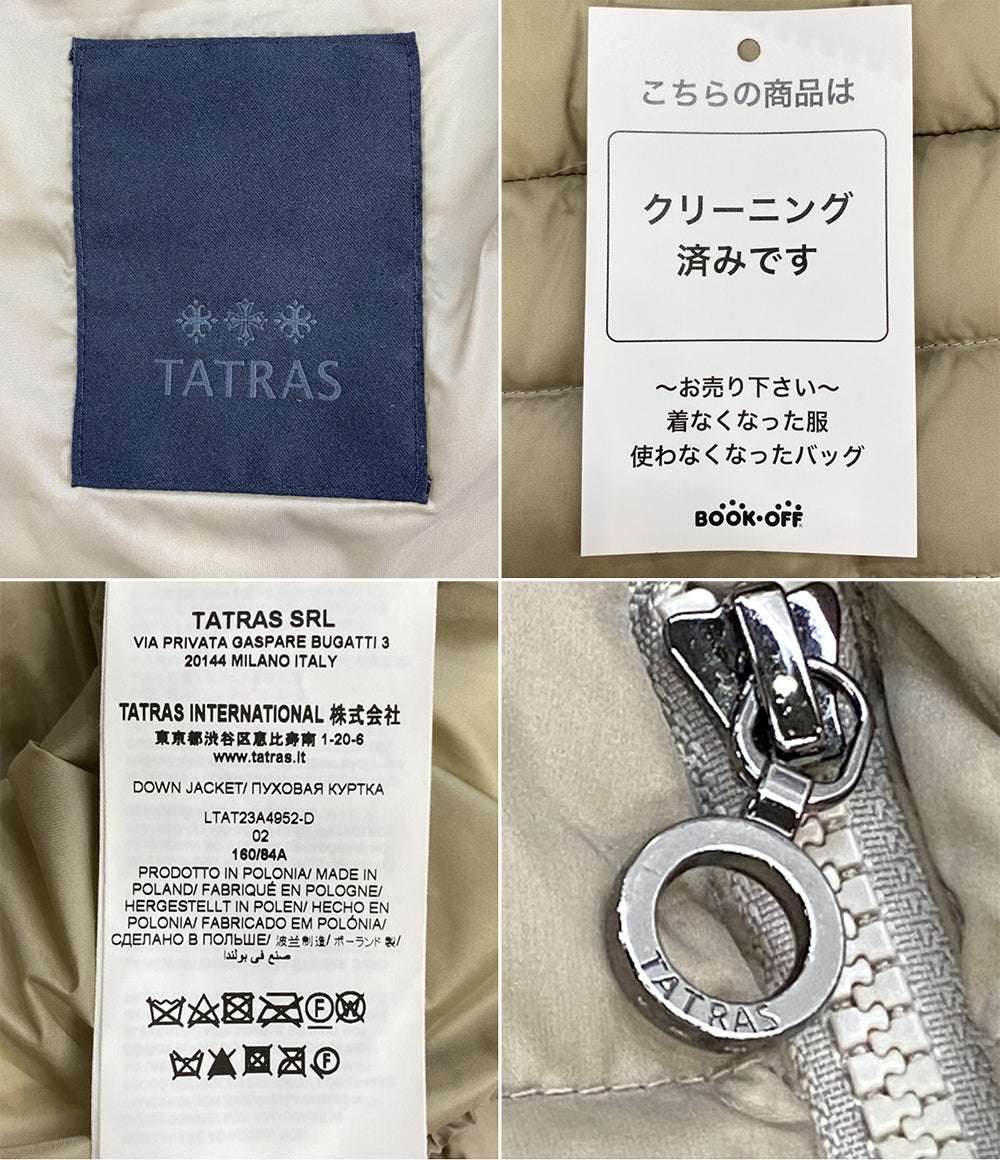 TATRAS
こちらの商品は
クリーニング
済みです
～お売り下さい～
着なくなった服
使わなくなったバッグ
BOOK・OFF
TATRAS SRL
VIA PRIVATA GASPARE BUGATTI 3
20144 MILANO ITALY
TATRAS INTERNATIONAL 株式会社
東京都渋谷区恵比寿南 1-20-6
www.tatras.it
DOWN JACKET/ ПУХОВАЯ КУРТКА
LTAT23A4952-D
02
160/84A
PRODOTTO IN POLONIA/ MADE IN
POLAND/ FABRIQUÉ EN POLOGNE/
HERGESTELLT IN POLEN/ HECHO EN
POLONIA/ FABRICADO EM POLÓNIA/
СДЕЛАНО В ПОЛЬШЕ/ 波兰制造/ ポーランド製/
صنع في بولندا
F W
F
TATRAS